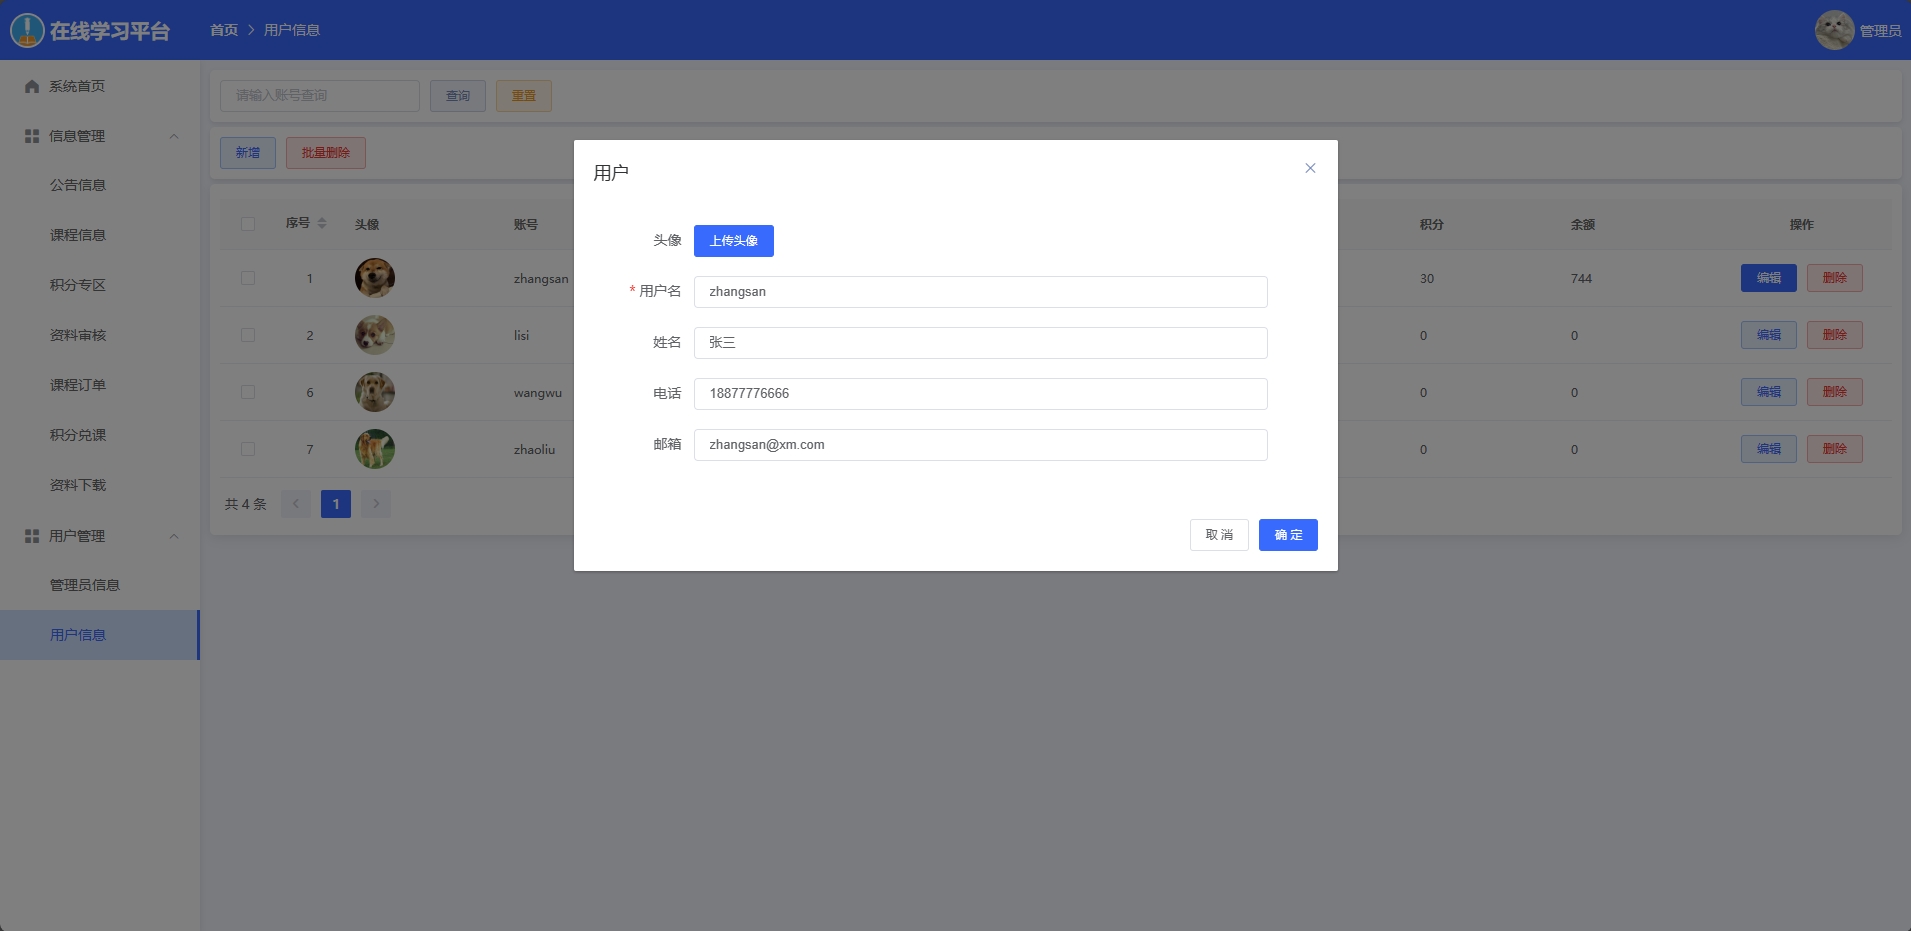 在线学习平台
首页 > 用户信息
管理员
系统首页
信息管理
公告信息
课程信息
积分专区
资料审核
课程订单
积分兑课
资料下载
用户管理
管理员信息
用户信息
请输入账号查询 查询 重置
新增 批量删除
序号 头像 账号 积分 余额 操作
1 zhangsan 30 744 编辑 删除
2 lisi 0 0 编辑 删除
6 wangwu 0 0 编辑 删除
7 zhaoliu 0 0 编辑 删除
共 4 条 < 1 >
用户
头像 上传头像
* 用户名 zhangsan
姓名 张三
电话 18877776666
邮箱 zhangsan@xm.com
取 消 确 定